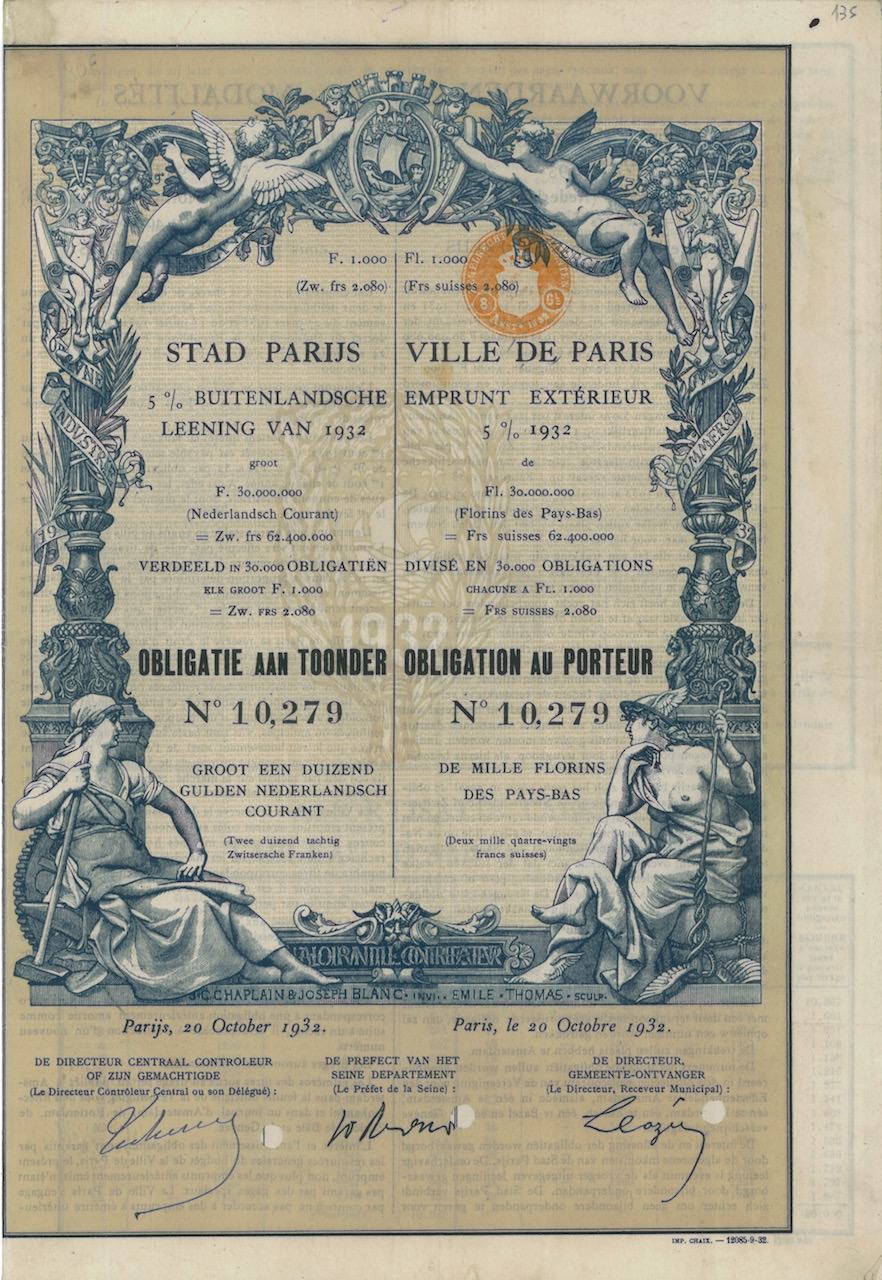 135
F. 1.000
(Zw. frs 2.080)
Fl. 1.000
(Frs suisses 2.080)
8
Gl
STAD PARIJS
5 % BUITENLANDSCHE
LEENING VAN 1932
groot
F. 30.000.000
(Nederlandsch Courant)
= Zw. frs 62.400.000
VERDEELD IN 30.000 OBLIGATIËN
ELK GROOT F. 1.000
= Zw. FRS 2.080
OBLIGATIE AAN TOONDER
Nº 10,279
GROOT EEN DUIZEND
GULDEN NEDERLANDSCH
COURANT
(Twee duizend tachtig
Zwitsersche Franken)
VILLE DE PARIS
EMPRUNT EXTÉRIEUR
5 % 1932
de
Fl. 30.000.000
(Florins des Pays-Bas)
= Frs suisses 62.400.000
DIVISÉ EN 30.000 OBLIGATIONS
CHACUNE A FL. 1.000
= FRS SUISSES 2.080
OBLIGATION AU PORTEUR
Nº 10,279
DE MILLE FLORINS
DES PAYS-BAS
(Deux mille quatre-vingts
francs suisses)
INDVSTR
COMMERCE
19
32
1932
J.C. CHAPLAIN & JOSEPH BLANC · INV. EMILE · THOMAS · SCULP.
Parijs, 20 October 1932.
Paris, le 20 Octobre 1932.
DE DIRECTEUR CENTRAAL CONTROLEUR
OF ZIJN GEMACHTIGDE
(Le Directeur Contrôleur Central ou son Délégué) :
DE PREFECT VAN HET
SEINE DEPARTEMENT
(Le Préfet de la Seine) :
DE DIRECTEUR,
GEMEENTE-ONTVANGER
(Le Directeur, Receveur Municipal) :
IMP. CHAIX. — 12085-9-32.